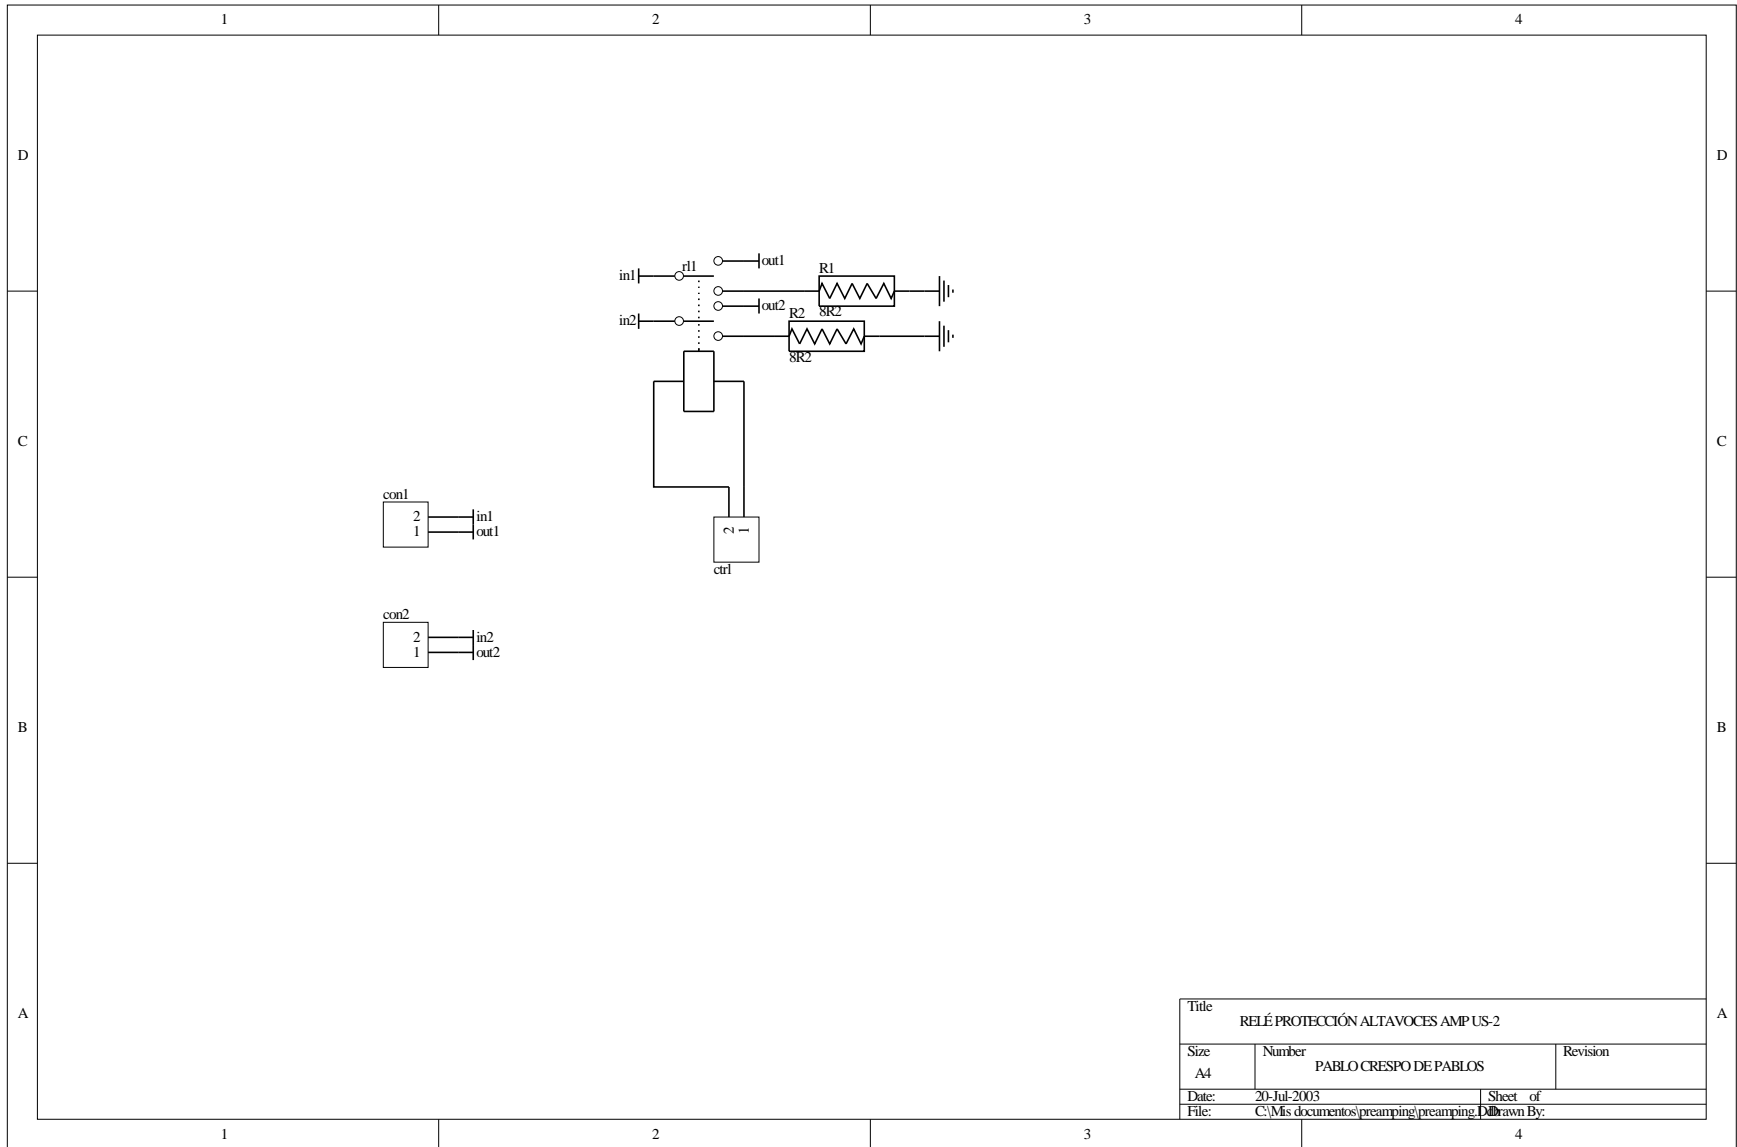 1 2 3 4
D D
out1
rl1
in1
R1
8R2
out2
R2
in2
8R2
C C
con1
2 in1
1 out1
2 1
ctrl
con2
2 in2
1 out2
B B
A A
Title
RELÉ PROTECCIÓN ALTAVOCES AMP US-2
Size Number Revision
A4 PABLO CRESPO DE PABLOS
Date: 20-Jul-2003 Sheet of
File: C:\Mis documentos\preamping\preamping.Ddb Drawn By:
1 2 3 4